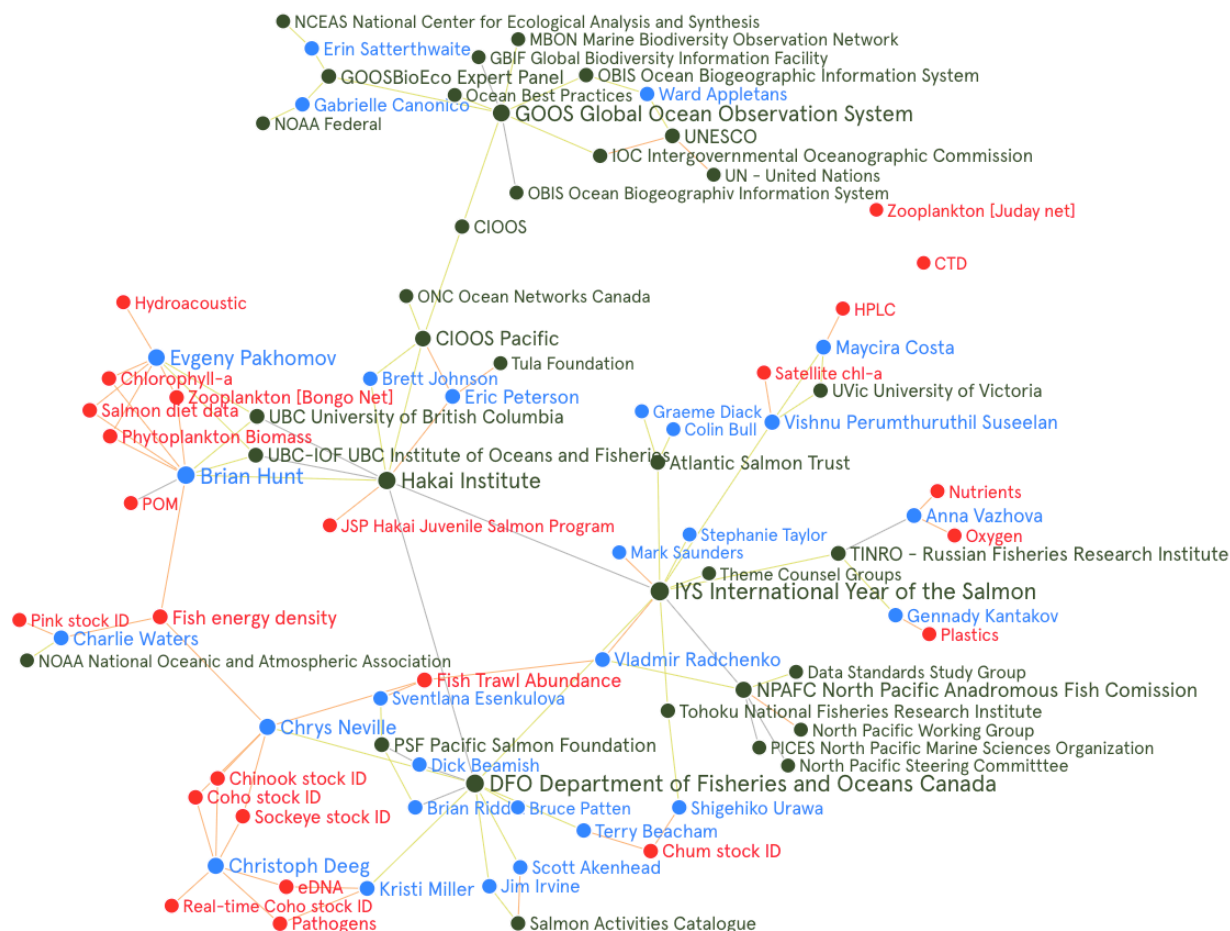 NCEAS National Center for Ecological Analysis and Synthesis
MBON Marine Biodiversity Observation Network
Erin Satterthwaite
GBIF Global Biodiversity Information Facility
GOOSBioEco Expert Panel
OBIS Ocean Biogeographic Information System
Ocean Best Practices
Ward Appletans
Gabrielle Canonico
GOOS Global Ocean Observation System
NOAA Federal
UNESCO
IOC Intergovernmental Oceanographic Commission
UN - United Nations
OBIS Ocean Biogeographiv Information System
Zooplankton [Juday net]
CIOOS
CTD
ONC Ocean Networks Canada
Hydroacoustic
HPLC
CIOOS Pacific
Maycira Costa
Evgeny Pakhomov
Tula Foundation
Satellite chl-a
Chlorophyll-a
Brett Johnson
UVic University of Victoria
Zooplankton [Bongo Net]
Eric Peterson
Salmon diet data
UBC University of British Columbia
Graeme Diack
Vishnu Perumthuruthil Suseelan
Colin Bull
Phytoplankton Biomass
UBC-IOF UBC Institute of Oceans and Fisheries
Atlantic Salmon Trust
Brian Hunt
Hakai Institute
Nutrients
POM
Anna Vazhova
JSP Hakai Juvenile Salmon Program
Stephanie Taylor
Oxygen
Mark Saunders
TINRO - Russian Fisheries Research Institute
Theme Counsel Groups
IYS International Year of the Salmon
Gennady Kantakov
Pink stock ID
Fish energy density
Plastics
Charlie Waters
NOAA National Oceanic and Atmospheric Association
Vladmir Radchenko
Data Standards Study Group
Fish Trawl Abundance
NPAFC North Pacific Anadromous Fish Comission
Sventlana Esenkulova
Tohoku National Fisheries Research Institute
Chrys Neville
North Pacific Working Group
PSF Pacific Salmon Foundation
PICES North Pacific Marine Sciences Organization
Dick Beamish
North Pacific Steering Committtee
Chinook stock ID
DFO Department of Fisheries and Oceans Canada
Coho stock ID
Brian Ridd
Bruce Patten
Shigehiko Urawa
Sockeye stock ID
Terry Beacham
Chum stock ID
Christoph Deeg
Scott Akenhead
eDNA
Kristi Miller
Jim Irvine
Real-time Coho stock ID
Pathogens
Salmon Activities Catalogue